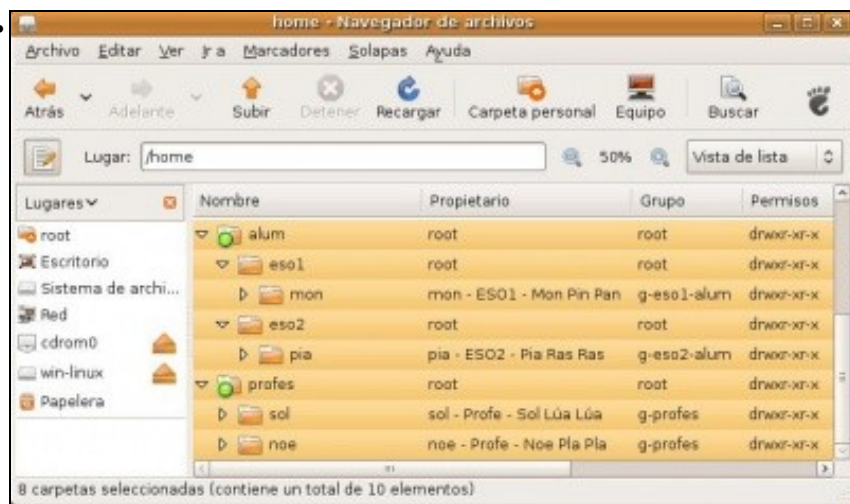 home - Navegador de archivos
Archivo Editar Ver Ir a Marcadores Solapas Ayuda
Atrás Adelante Subir Detener Recargar Carpeta personal Equipo Buscar
Lugar: /home 50% Vista de lista
Lugares Nombre Propietario Grupo Permisos
root alum root root drwxr-xr-x
Escritorio eso1 root root drwxr-xr-x
Sistema de archi... mon mon - ESO1 - Mon Pin Pan g-eso1-alum drwxr-xr-x
Red eso2 root root drwxr-xr-x
cdrom0 pia pia - ESO2 - Pia Ras Ras g-eso2-alum drwxr-xr-x
win-linux profes root root drwxr-xr-x
Papelera sol sol - Profe - Sol Lúa Lúa g-profes drwxr-xr-x
noe noe - Profe - Noe Pla Pla g-profes drwxr-xr-x
8 carpetas seleccionadas (contiene un total de 10 elementos)